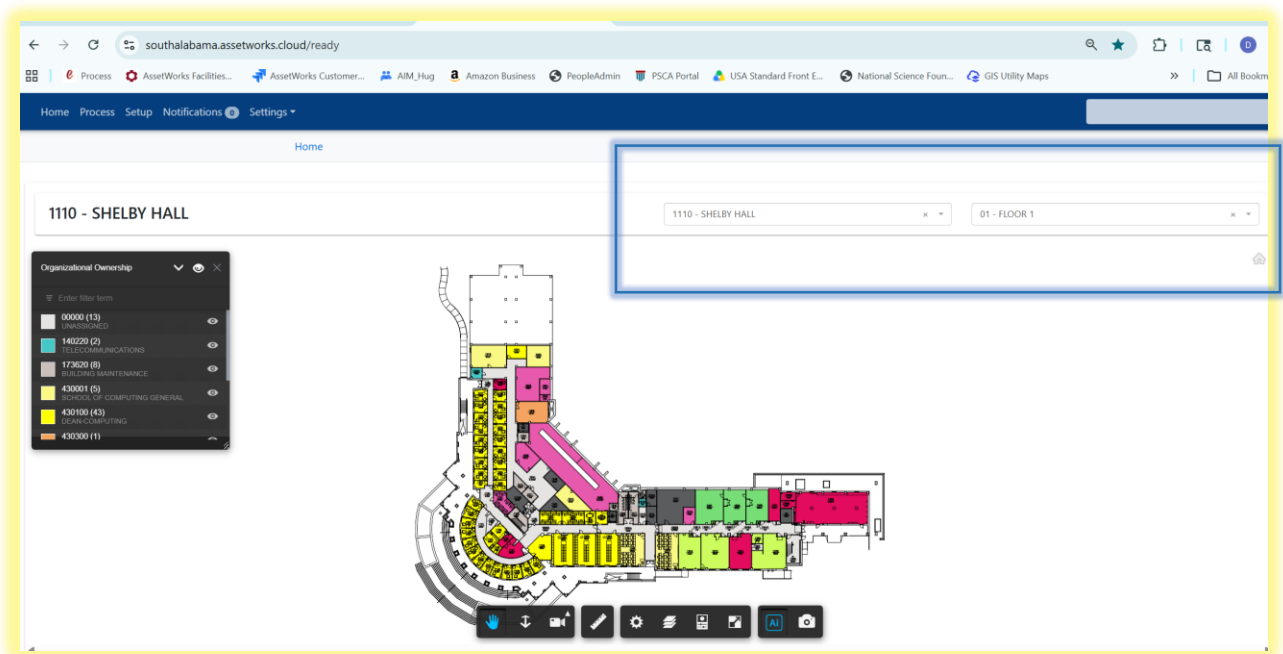 southalabama.assetworks.cloud/ready
D
Process AssetWorks Facilities... AssetWorks Customer... AIM_Hug Amazon Business PeopleAdmin PSCA Portal USA Standard Front E... National Science Foun... GIS Utility Maps » All Bookm
Home Process Setup Notifications 0 Settings
Home
1110 - SHELBY HALL
1110 - SHELBY HALL × 01 - FLOOR 1 ×
Organizational Ownership
Enter filter term
00000 (13)
UNASSIGNED
140220 (2)
TELECOMMUNICATIONS
173620 (8)
BUILDING MAINTENANCE
430001 (5)
SCHOOL OF COMPUTING GENERAL
430100 (43)
DEAN-COMPUTING
430300 (1)
Ai